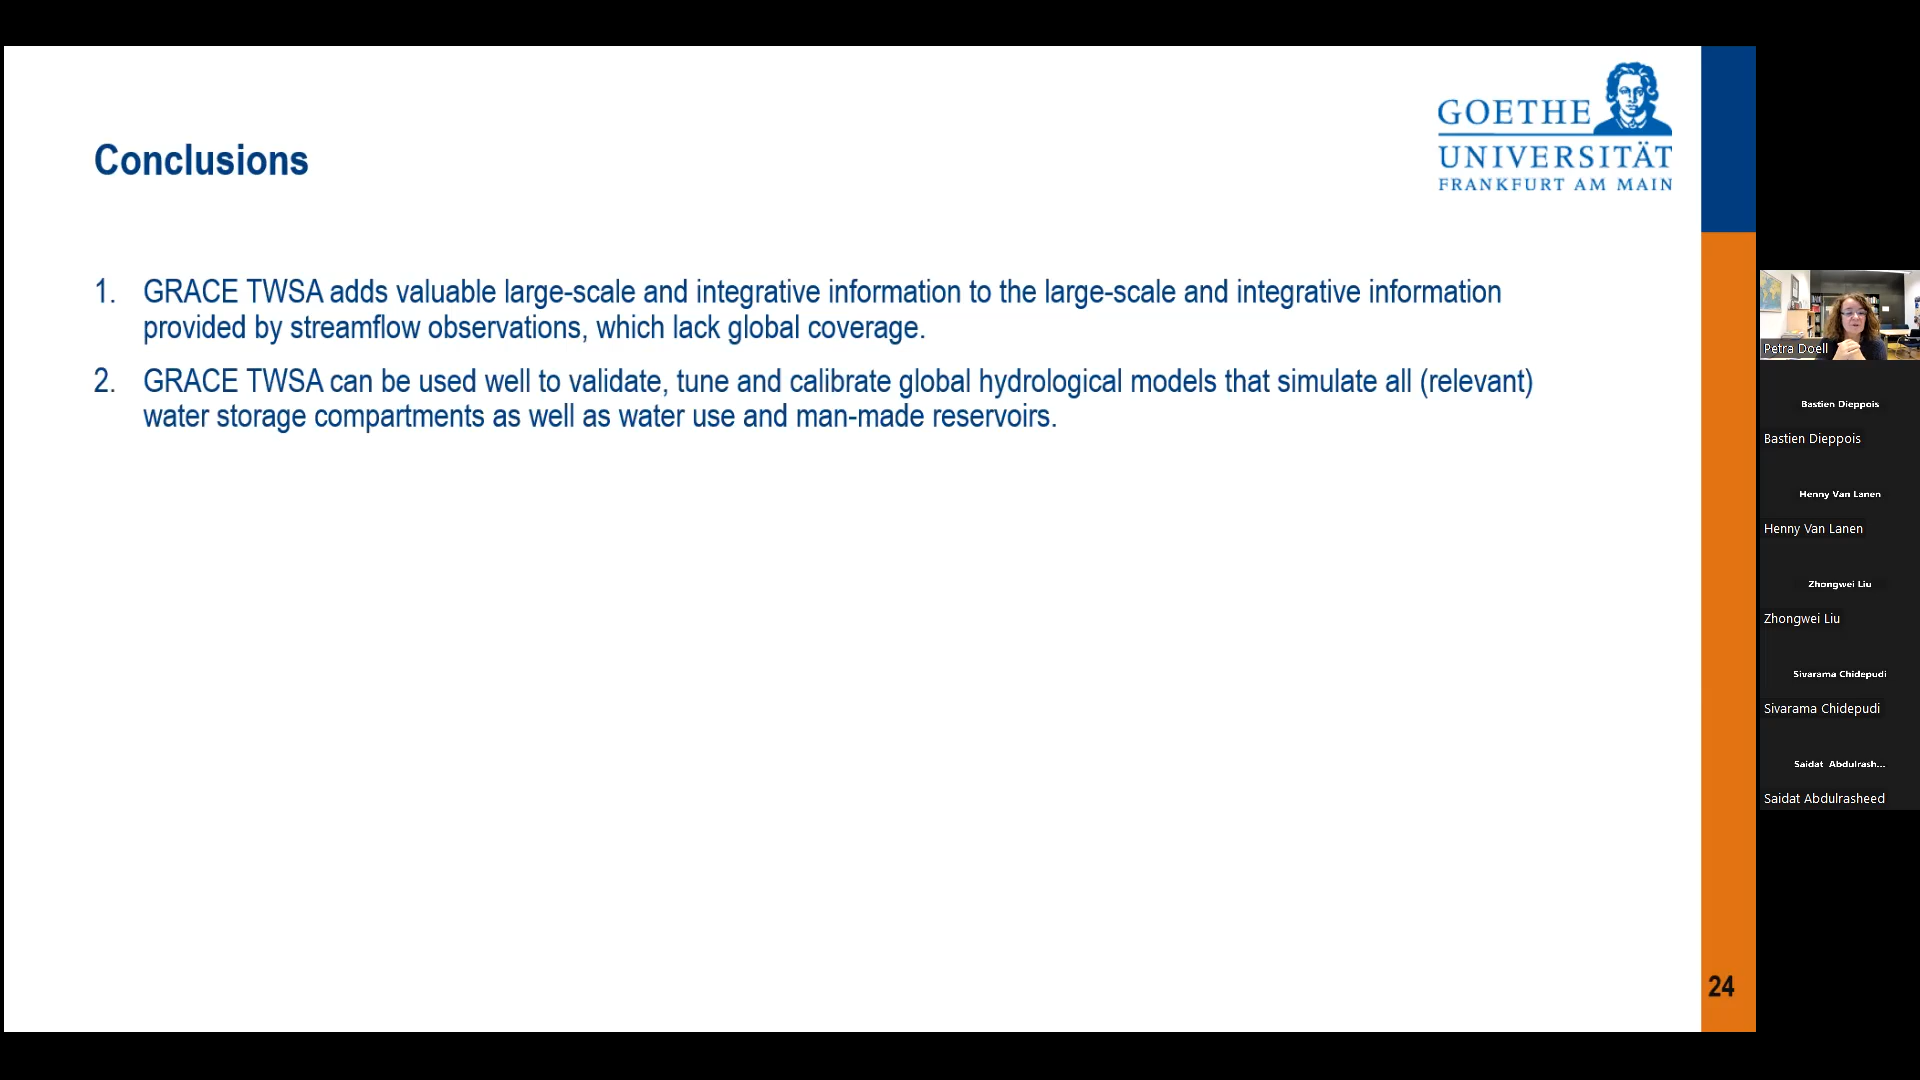 GOETHE
UNIVERSITÄT
FRANKFURT AM MAIN
Conclusions
1. GRACE TWSA adds valuable large-scale and integrative information to the large-scale and integrative information
provided by streamflow observations, which lack global coverage.
2. GRACE TWSA can be used well to validate, tune and calibrate global hydrological models that simulate all (relevant)
water storage compartments as well as water use and man-made reservoirs.
24
Petra Doell
Bastien Dieppois
Bastien Dieppois
Henny Van Lanen
Henny Van Lanen
Zhongwei Liu
Zhongwei Liu
Sivarama Chidepudi
Sivarama Chidepudi
Saidat Abdulrash...
Saidat Abdulrasheed